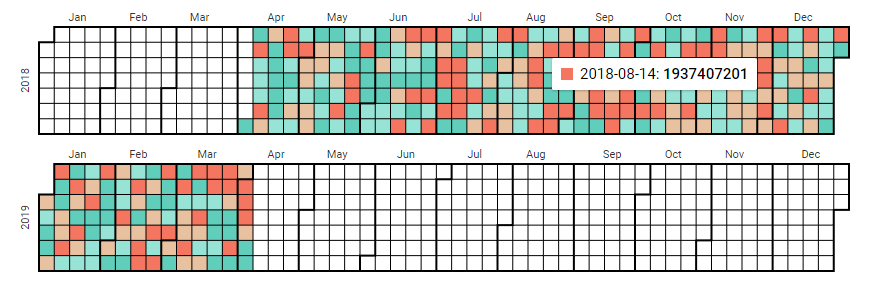 Jan Feb Mar Apr May Jun Jul Aug Sep Oct Nov Dec
2018
2018-08-14: 1937407201
Jan Feb Mar Apr May Jun Jul Aug Sep Oct Nov Dec
2019